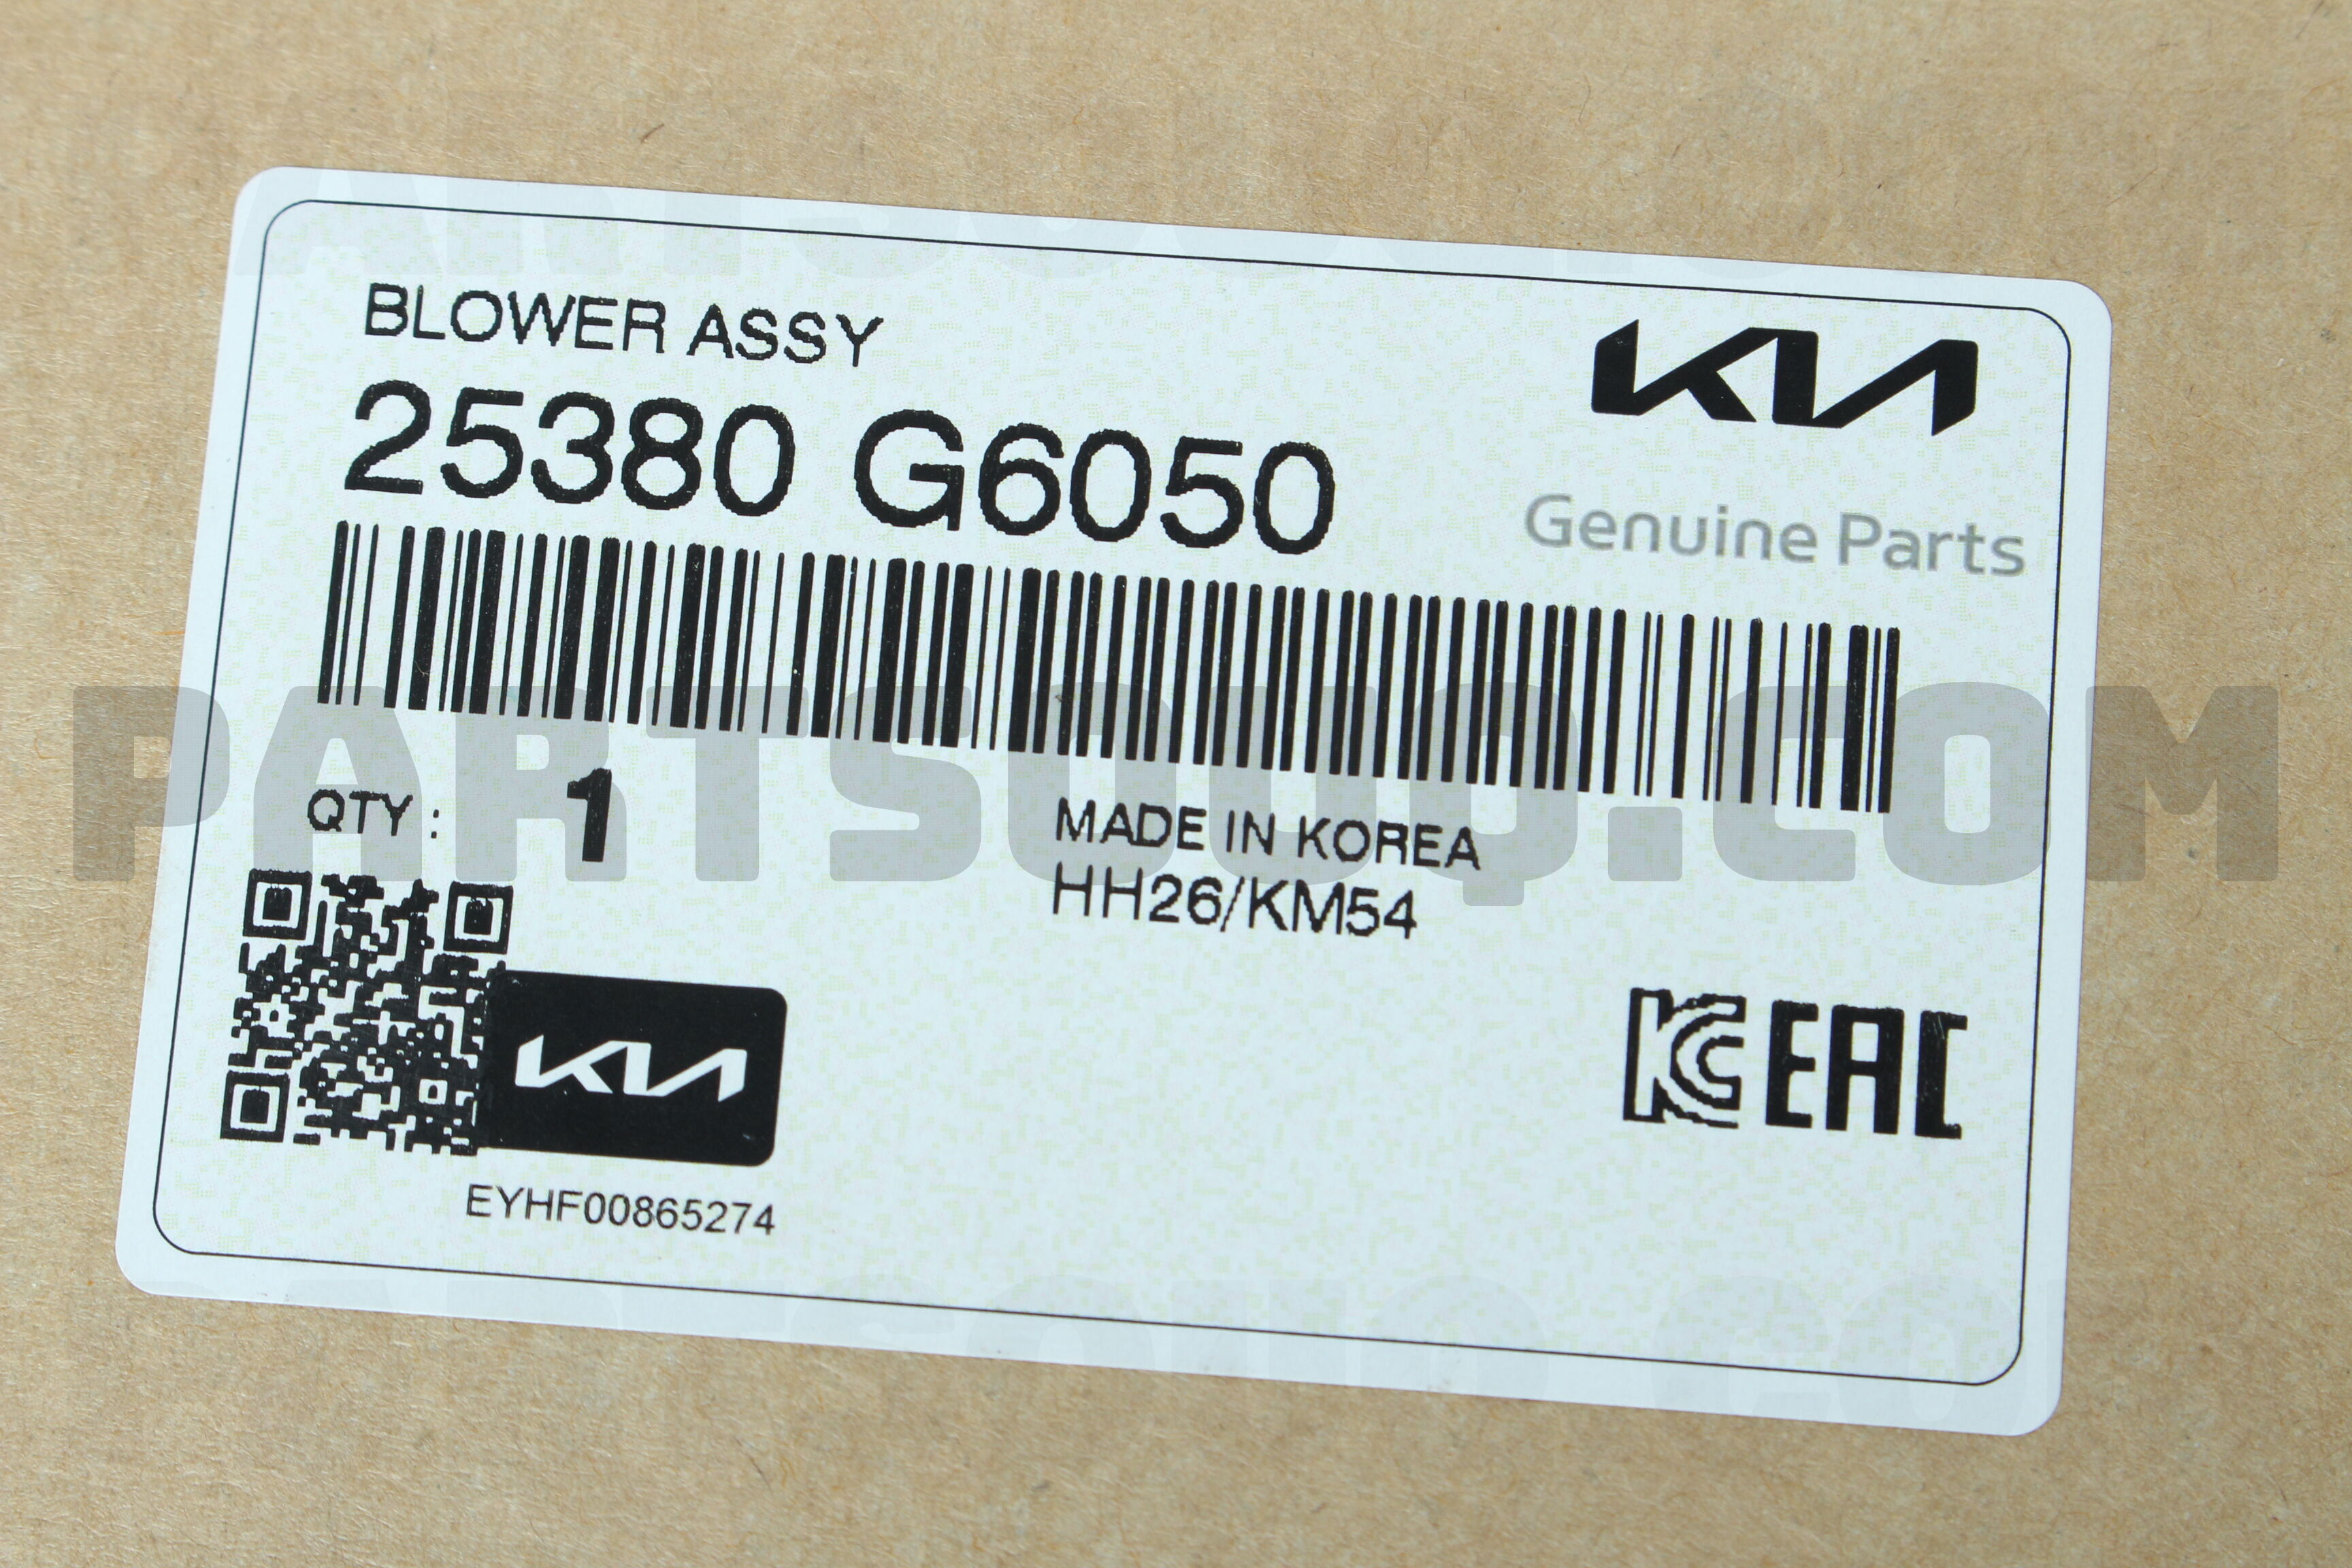 BLOWER ASSY
KIA
25380 G6050
Genuine Parts
QTY : 1
MADE IN KOREA
HH26/KM54
KIA
KC EAC
EYHF00865274
PARTSOUQ.COM